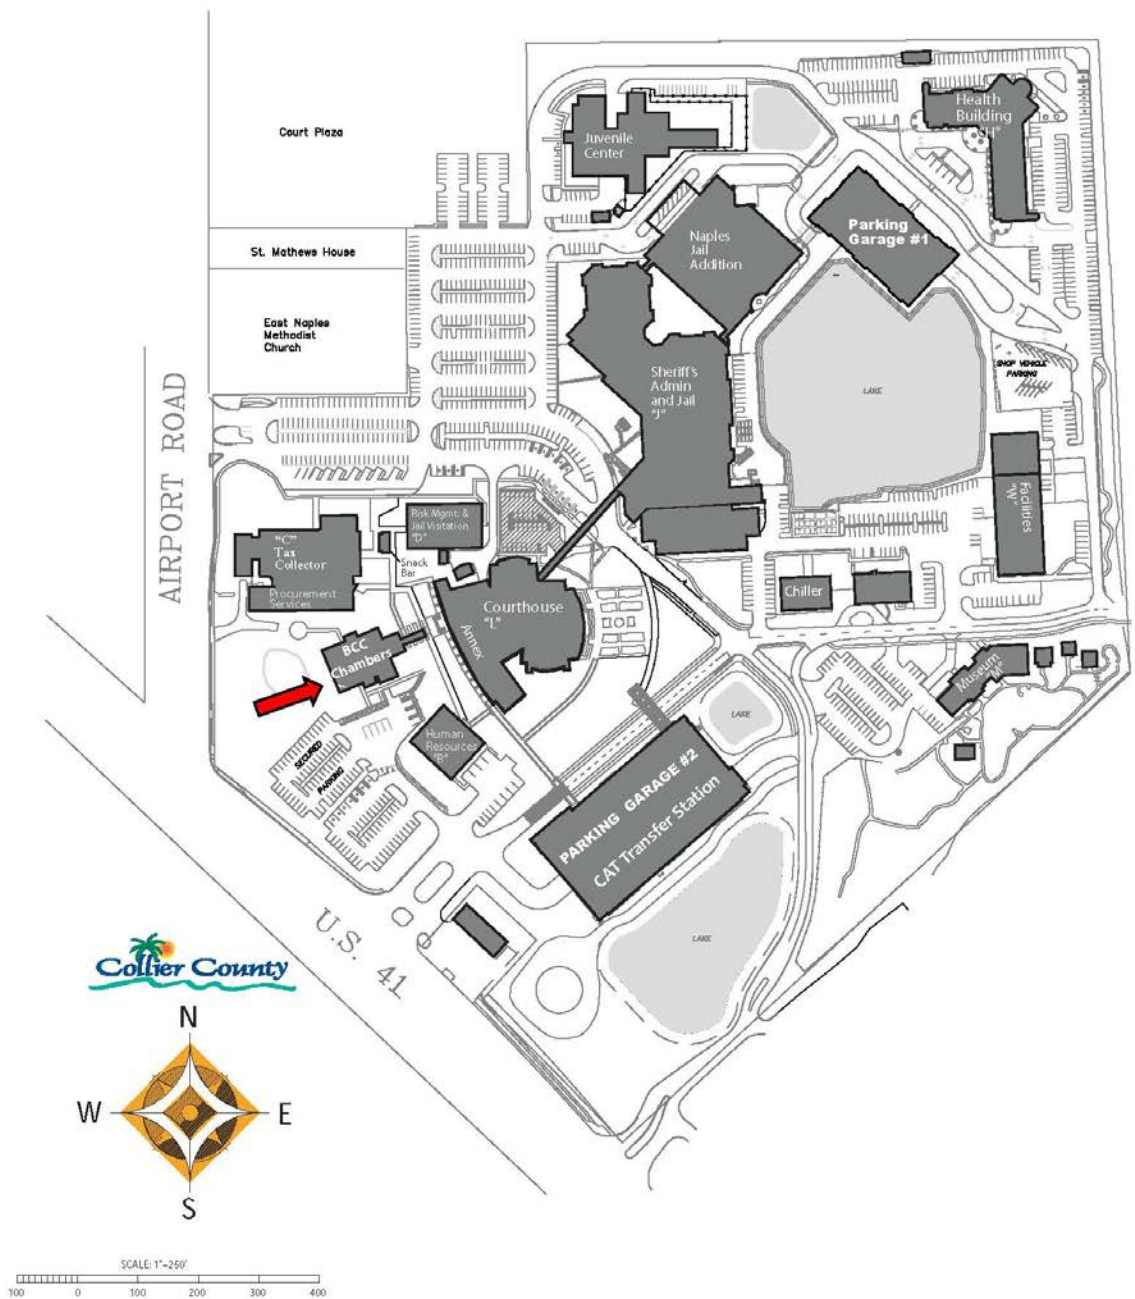 Court Plaza
St. Mathews House
East Naples
Methodist
Church
AIRPORT ROAD
Juvenile
Center
Health
Building
"H"
Parking
Garage #1
Naples
Jail
Addition
Sheriff's
Admin
and Jail
"J"
LAKE
SHOP VEHICLE
PARKING
Facilities
"W"
Risk Mgmt. &
Jail Visitation
"D"
"C"
Tax
Collector
Snack
Bar
Procurement
Services
Courthouse
"L"
Annex
Chiller
BCC
Chambers
Museum
"M"
LAKE
Human
Resources
"B"
SECURED
PARKING
PARKING GARAGE #2
CAT Transfer Station
LAKE
U.S. 41
Collier County
N
W
E
S
SCALE: 1"=250'
100 0 100 200 300 400